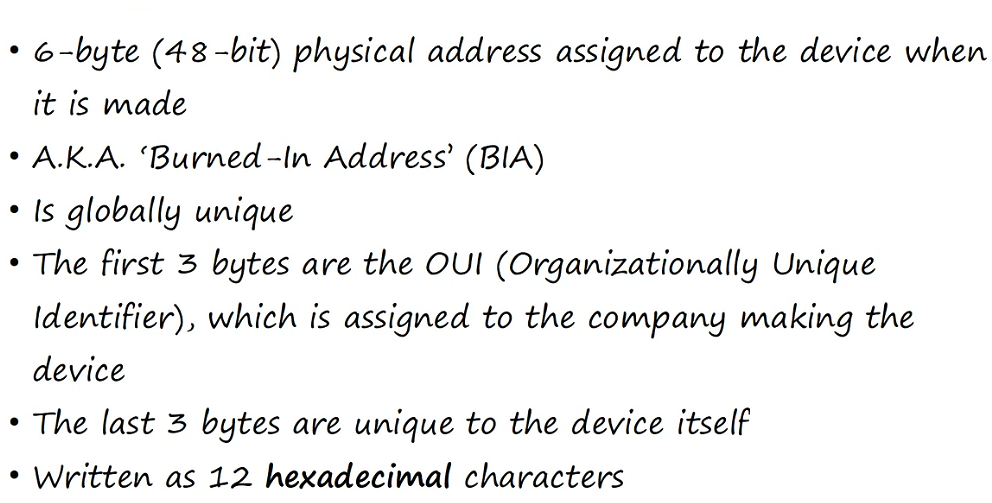 • 6-byte (48-bit) physical address assigned to the device when
it is made
• A.K.A. ‘Burned-In Address’ (BIA)
• Is globally unique
• The first 3 bytes are the OUI (Organizationally Unique
Identifier), which is assigned to the company making the
device
• The last 3 bytes are unique to the device itself
• Written as 12 hexadecimal characters